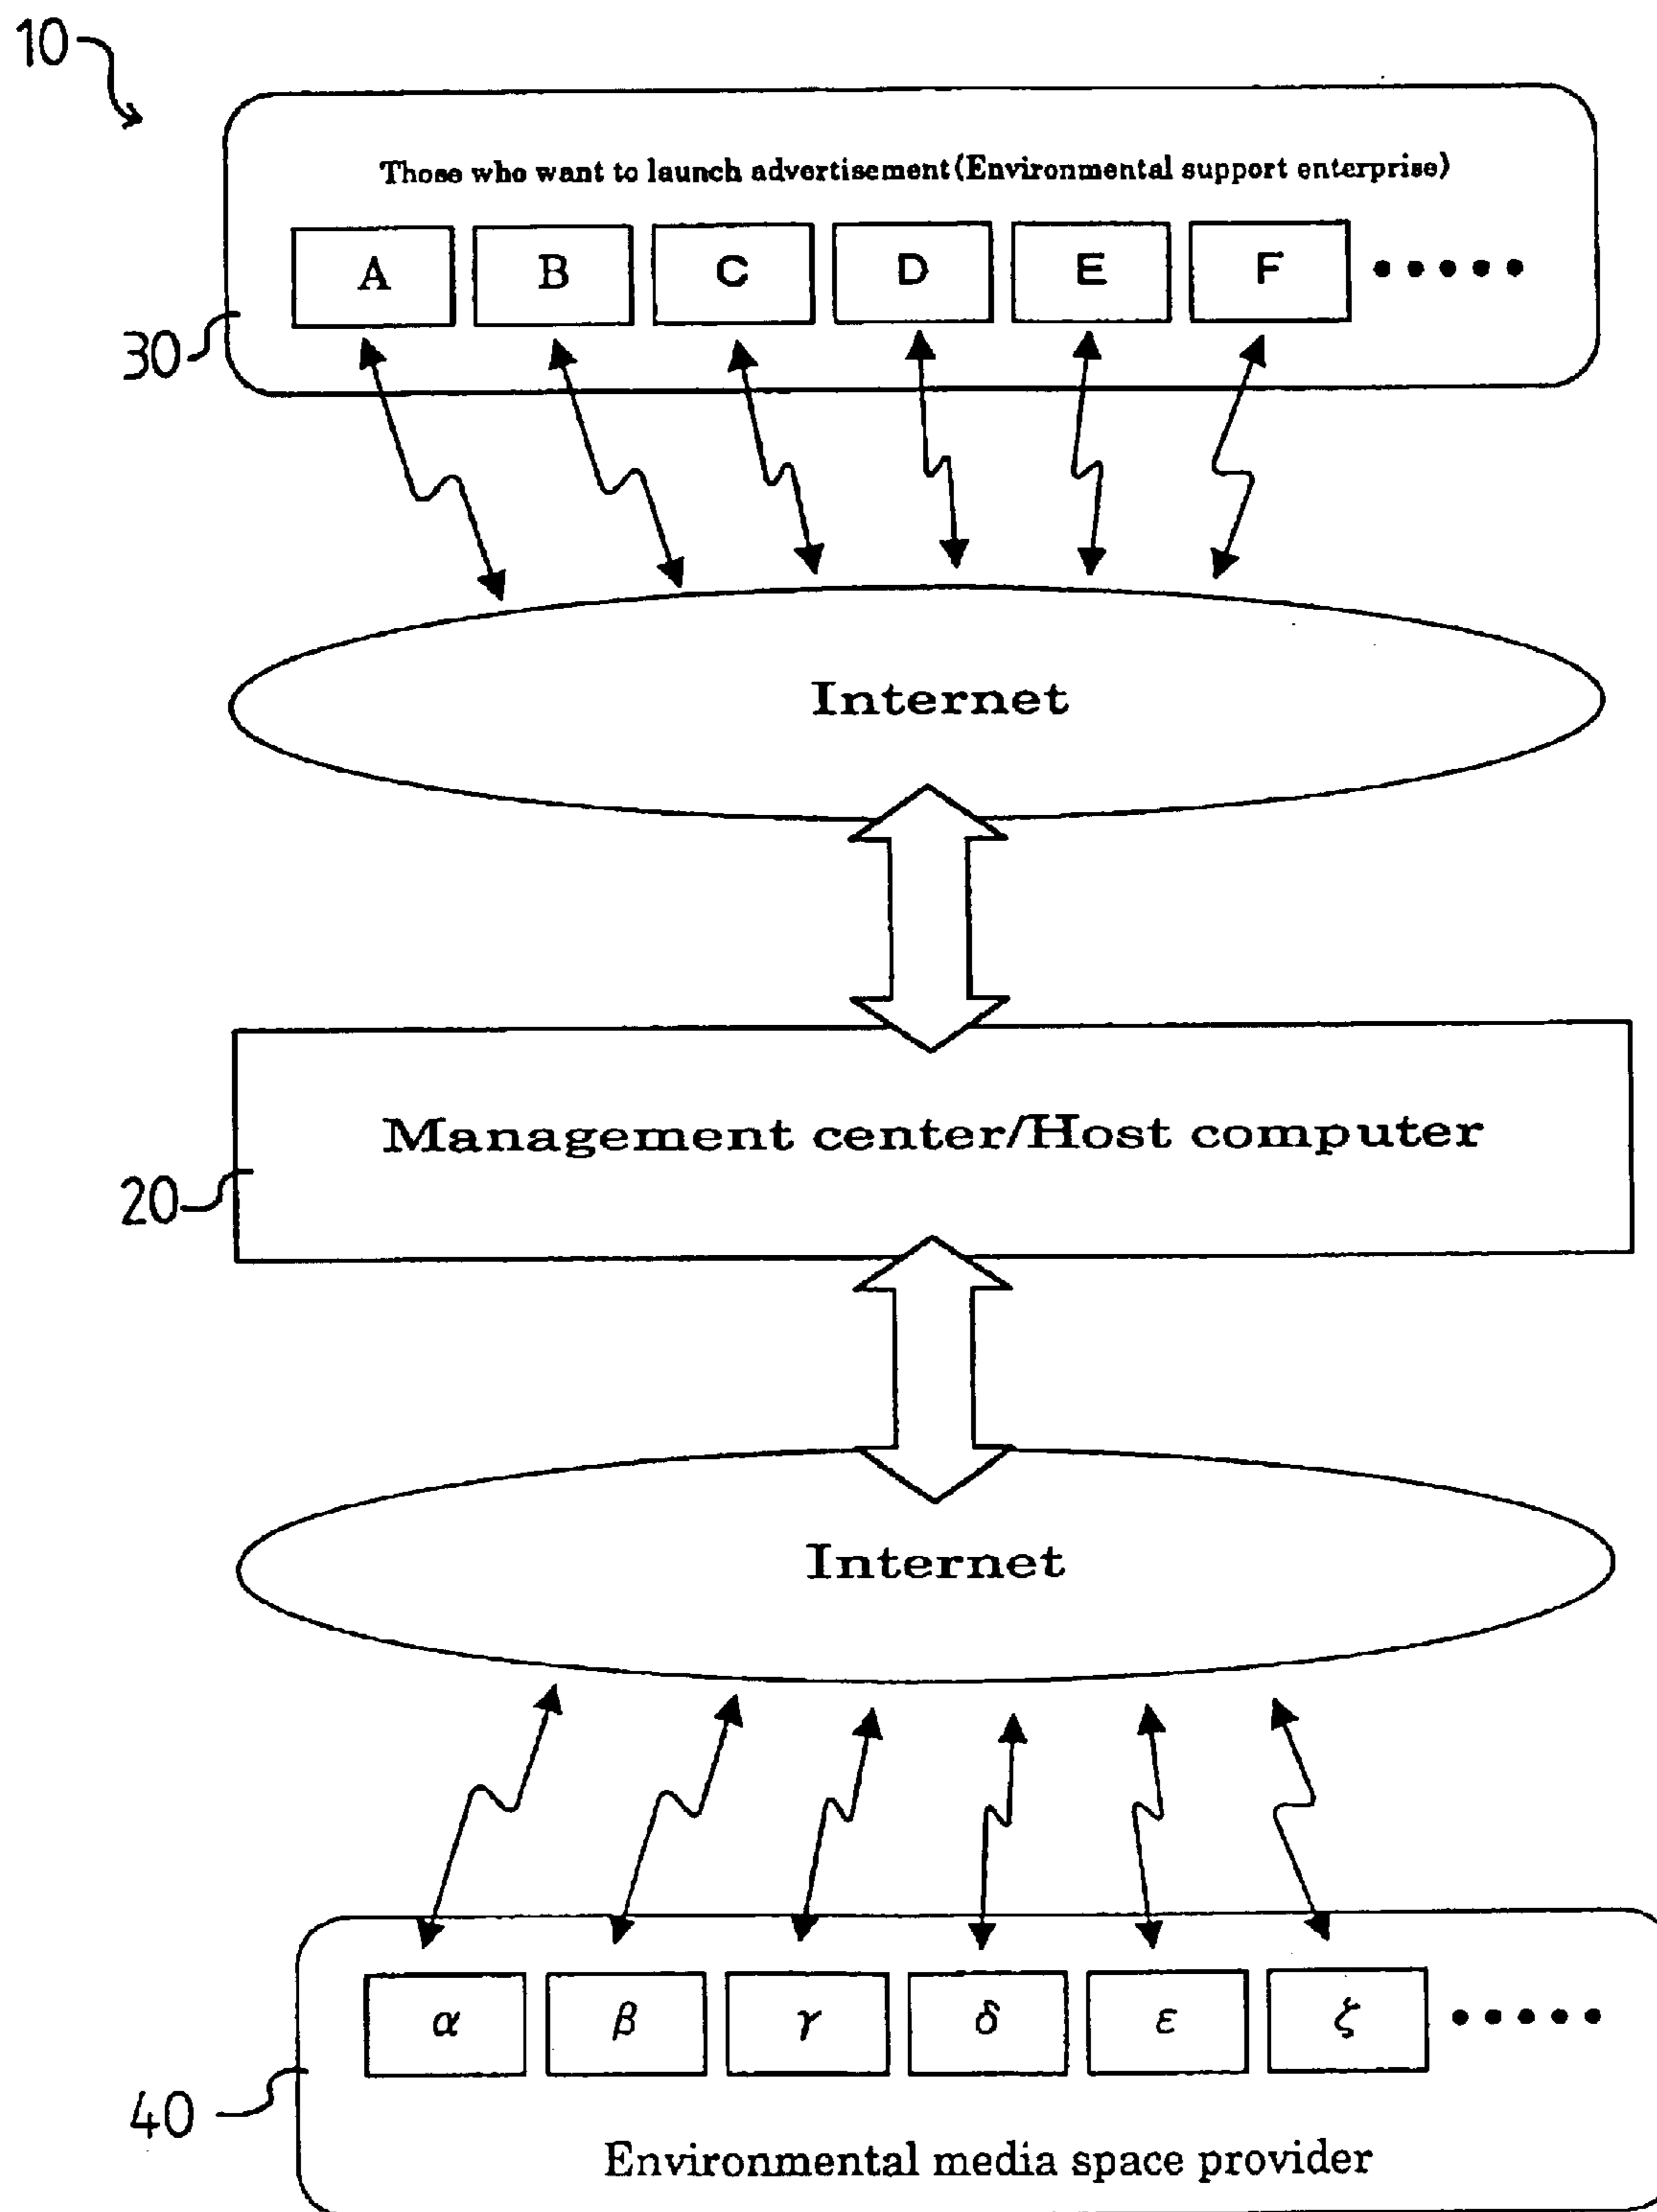 10
Those who want to launch advertisement(Environmental support enterprise)
A B C D E F •••••
30
Internet
Management center/Host computer
20
Internet
α β γ δ ε ζ •••••
40
Environmental media space provider